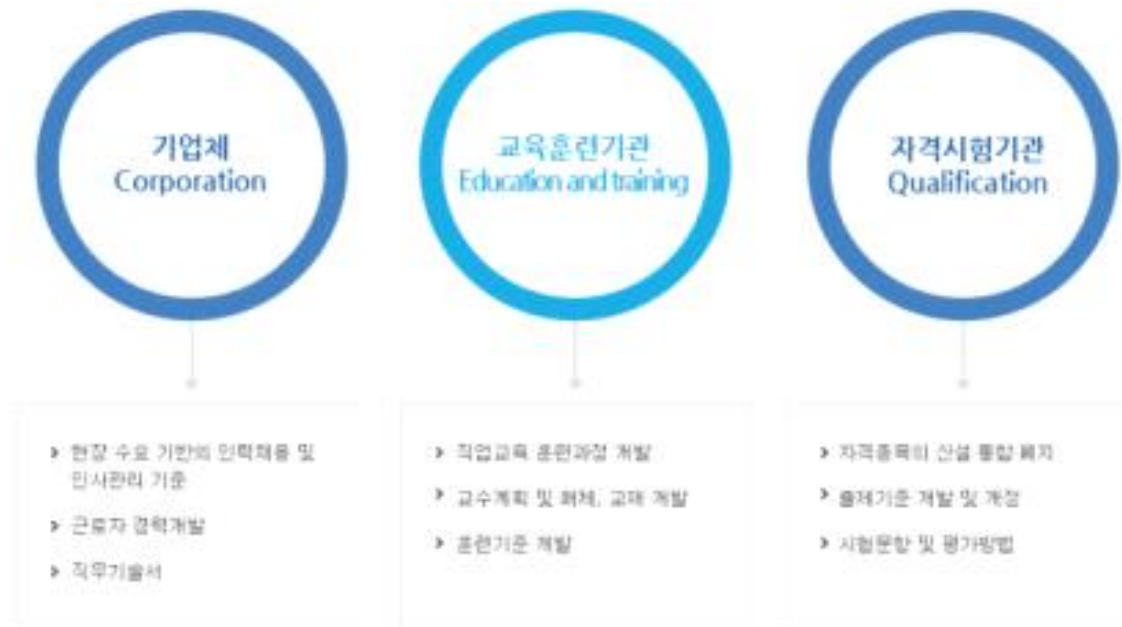 기업체
Corporation
현장 수요 기반의 인력채용 및
인사관리 기준
근로자 경력개발
직무기술서
교육훈련기관
Education and training
직업교육 훈련과정 개발
교수계획 및 매체, 교재 개발
훈련기준 개발
자격시험기관
Qualification
자격종목의 신설 통합 폐지
출제기준 개발 및 개정
시험문항 및 평가방법